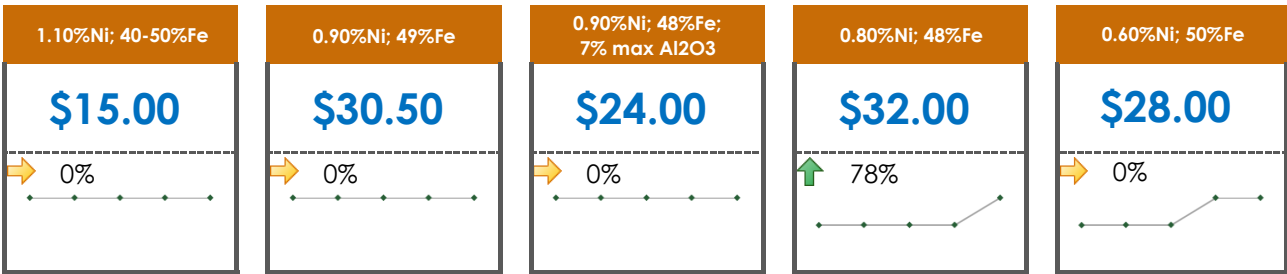 1.10%Ni; 40-50%Fe
$15.00
0%
0.90%Ni; 49%Fe
$30.50
0%
0.90%Ni; 48%Fe;
7% max Al2O3
$24.00
0%
0.80%Ni; 48%Fe
$32.00
78%
0.60%Ni; 50%Fe
$28.00
0%